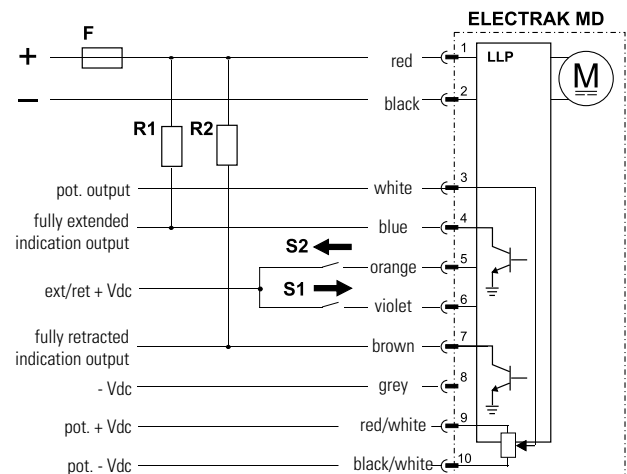 ELECTRAK MD
F
+
−
red
1
LLP
M
black
2
R1
R2
pot. output
white
3
fully extended
indication output
blue
4
S2
orange
5
ext/ret + Vdc
S1
violet
6
fully retracted
indication output
brown
7
- Vdc
grey
8
pot. + Vdc
red/white
9
pot. - Vdc
black/white
10